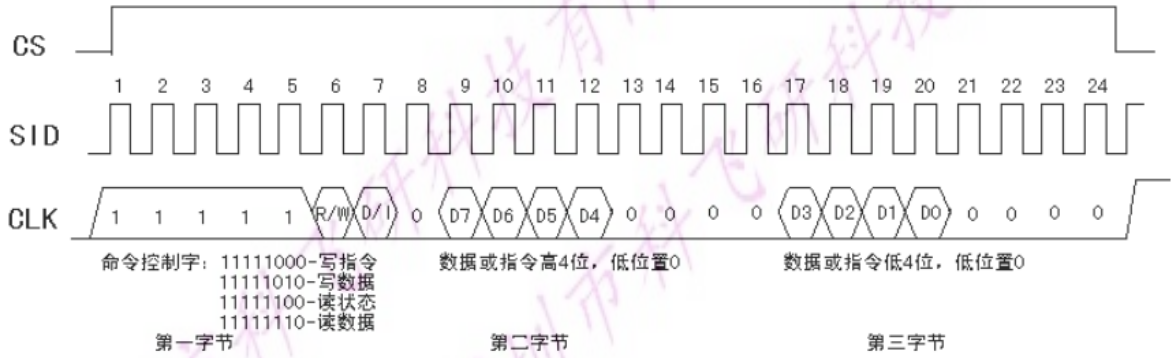 CS
1 2 3 4 5 6 7 8 9 10 11 12 13 14 15 16 17 18 19 20 21 22 23 24
SID
CLK 1 1 1 1 1 R/W D/I 0 D7 D6 D5 D4 0 0 0 0 D3 D2 D1 D0 0 0 0 0
命令控制字：11111000-写指令 数据或指令高4位，低位置0 数据或指令低4位，低位置0
11111010-写数据
11111100-读状态
11111110-读数据
第一字节 第二字节 第三字节